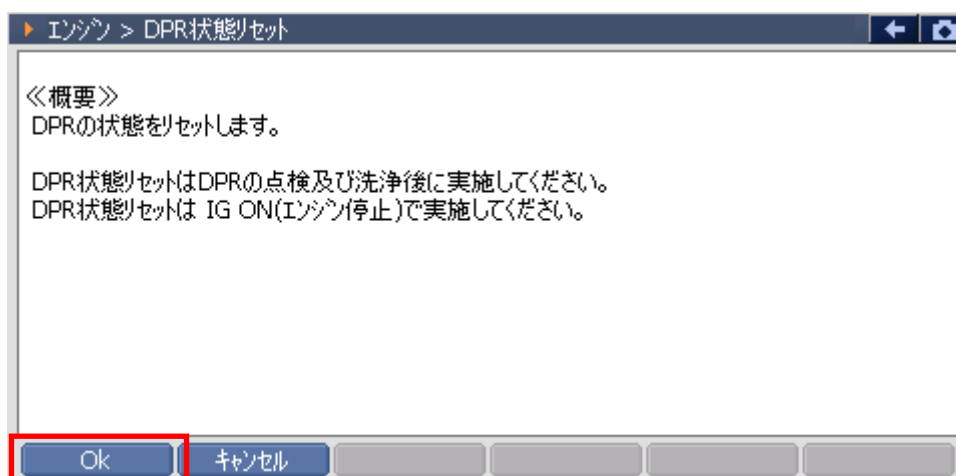 ｴﾝｼﾞﾝ > DPR状態ﾘｾｯﾄ
≪概要≫
DPRの状態をﾘｾｯﾄします。
DPR状態ﾘｾｯﾄはDPRの点検及び洗浄後に実施してください。
DPR状態ﾘｾｯﾄは IG ON(ｴﾝｼﾞﾝ停止)で実施してください。
Ok
ｷｬﾝｾﾙ